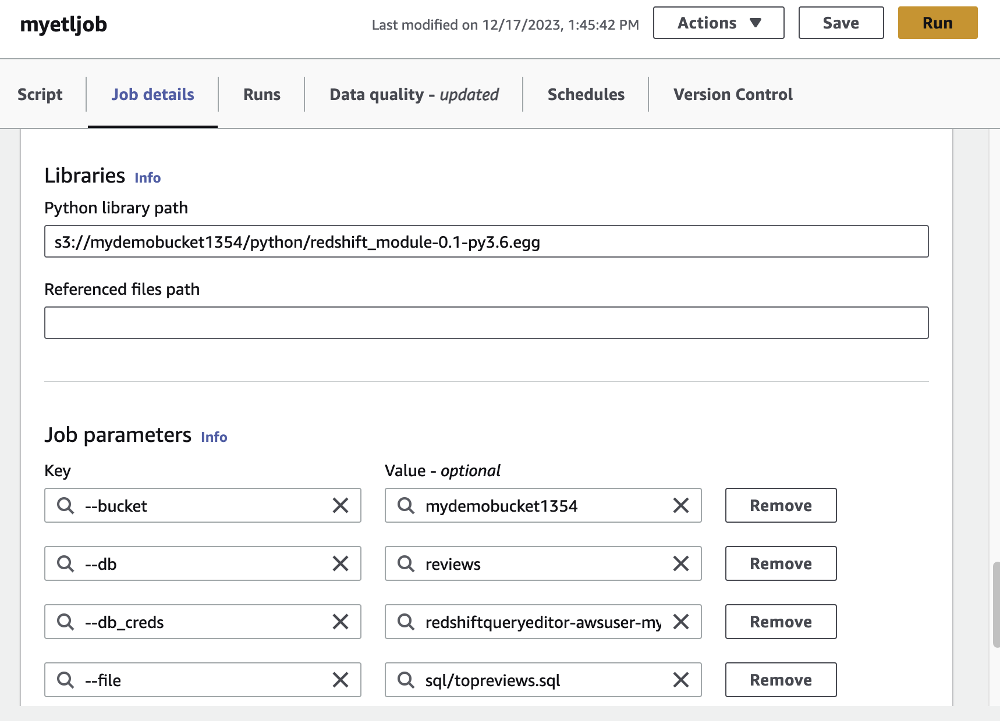 myetljob
Last modified on 12/17/2023, 1:45:42 PM
Actions
Save
Run
Script
Job details
Runs
Data quality - updated
Schedules
Version Control
Libraries Info
Python library path
s3://mydemobucket1354/python/redshift_module-0.1-py3.6.egg
Referenced files path
Job parameters Info
Key
Value - optional
--bucket
mydemobucket1354
Remove
--db
reviews
Remove
--db_creds
redshiftqueryeditor-awsuser-my
Remove
--file
sql/topreviews.sql
Remove